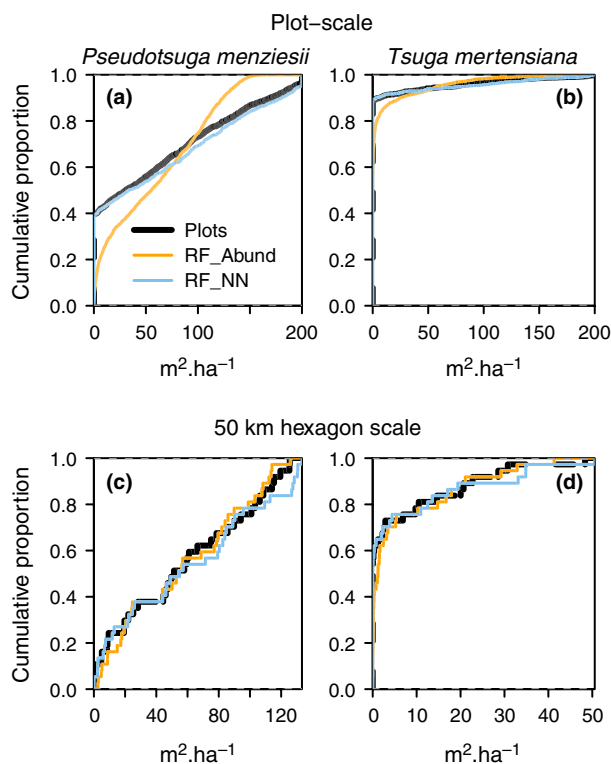 Plot–scale
Pseudotsuga menziesii
Tsuga mertensiana
Cumulative proportion
1.0
0.8
0.6
0.4
0.2
0.0
(a)
Plots
RF_Abund
RF_NN
0
50
100
200
m².ha⁻¹
1.0
0.8
0.6
0.4
0.2
0.0
(b)
0
50
100
150
200
m².ha⁻¹
50 km hexagon scale
Cumulative proportion
1.0
0.8
0.6
0.4
0.2
0.0
(c)
0
40
80
120
m².ha⁻¹
1.0
0.8
0.6
0.4
0.2
0.0
(d)
0
10
20
30
40
50
m².ha⁻¹